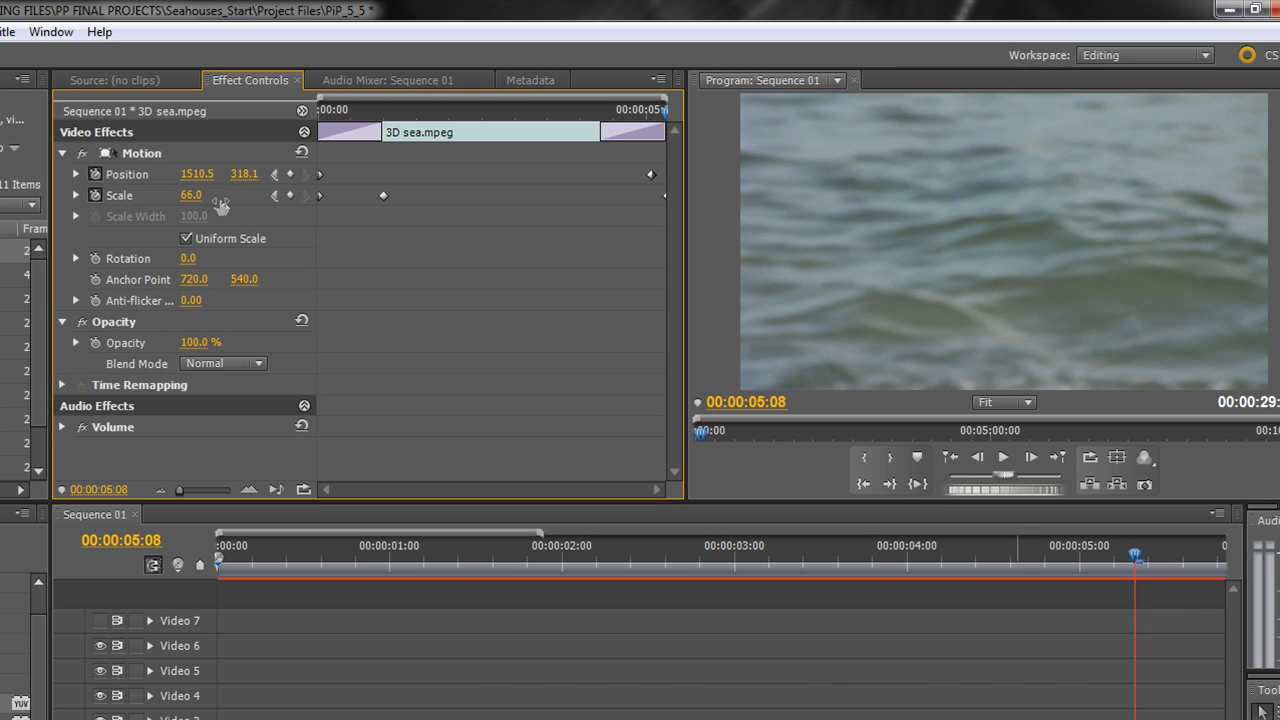 ING FILES\PP FINAL PROJECTS\Seahouses_Start\Project Files\PiP_5_5 *
itle Window Help
Workspace: Editing CS
Source: (no clips) Effect Controls × Audio Mixer: Sequence 01 Metadata Program: Sequence 01
Sequence 01 * 3D sea.mpeg :00:00 00:00:05
, vi... Video Effects 3D sea.mpeg
fx Motion
11 Items Position 1510.5 318.1
Scale 66.0
Scale Width 100.0
Fram Uniform Scale
2 Rotation 0.0
4 Anchor Point 720.0 540.0
2 Anti-flicker ... 0.00
2 fx Opacity
2 Opacity 100.0 %
2 Blend Mode Normal
2 Time Remapping
2 Audio Effects
2 fx Volume
2
00:00:05:08
00:00:05:08 Fit 00:00:29:
00:00 00:05:00:00 00:10
Sequence 01 ×
00:00:05:08
:00:00 00:00:01:00 00:00:02:00 00:00:03:00 00:00:04:00 00:00:05:00 0
Audi
Video 7
Video 6
Video 5
Video 4
YUV
Too